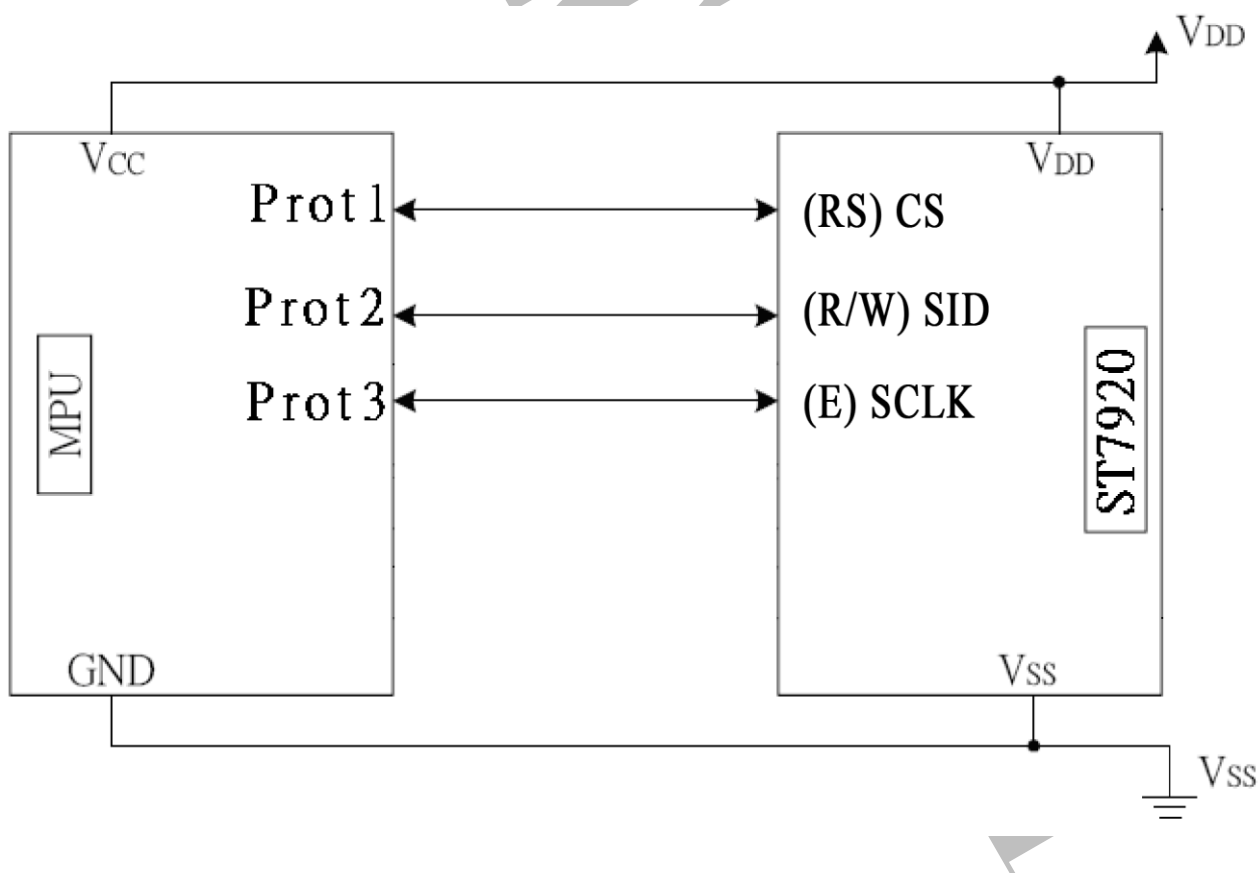 VDD
VCC
VDD
Prot1
(RS) CS
Prot2
(R/W) SID
Prot3
(E) SCLK
MPU
ST7920
GND
VSS
VSS